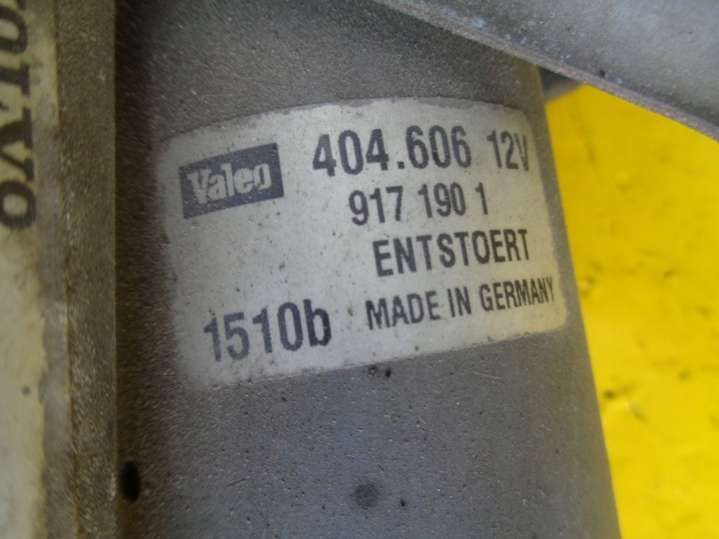 Valeo 404.606 12V
917 190 1
ENTSTOERT
1510b MADE IN GERMANY